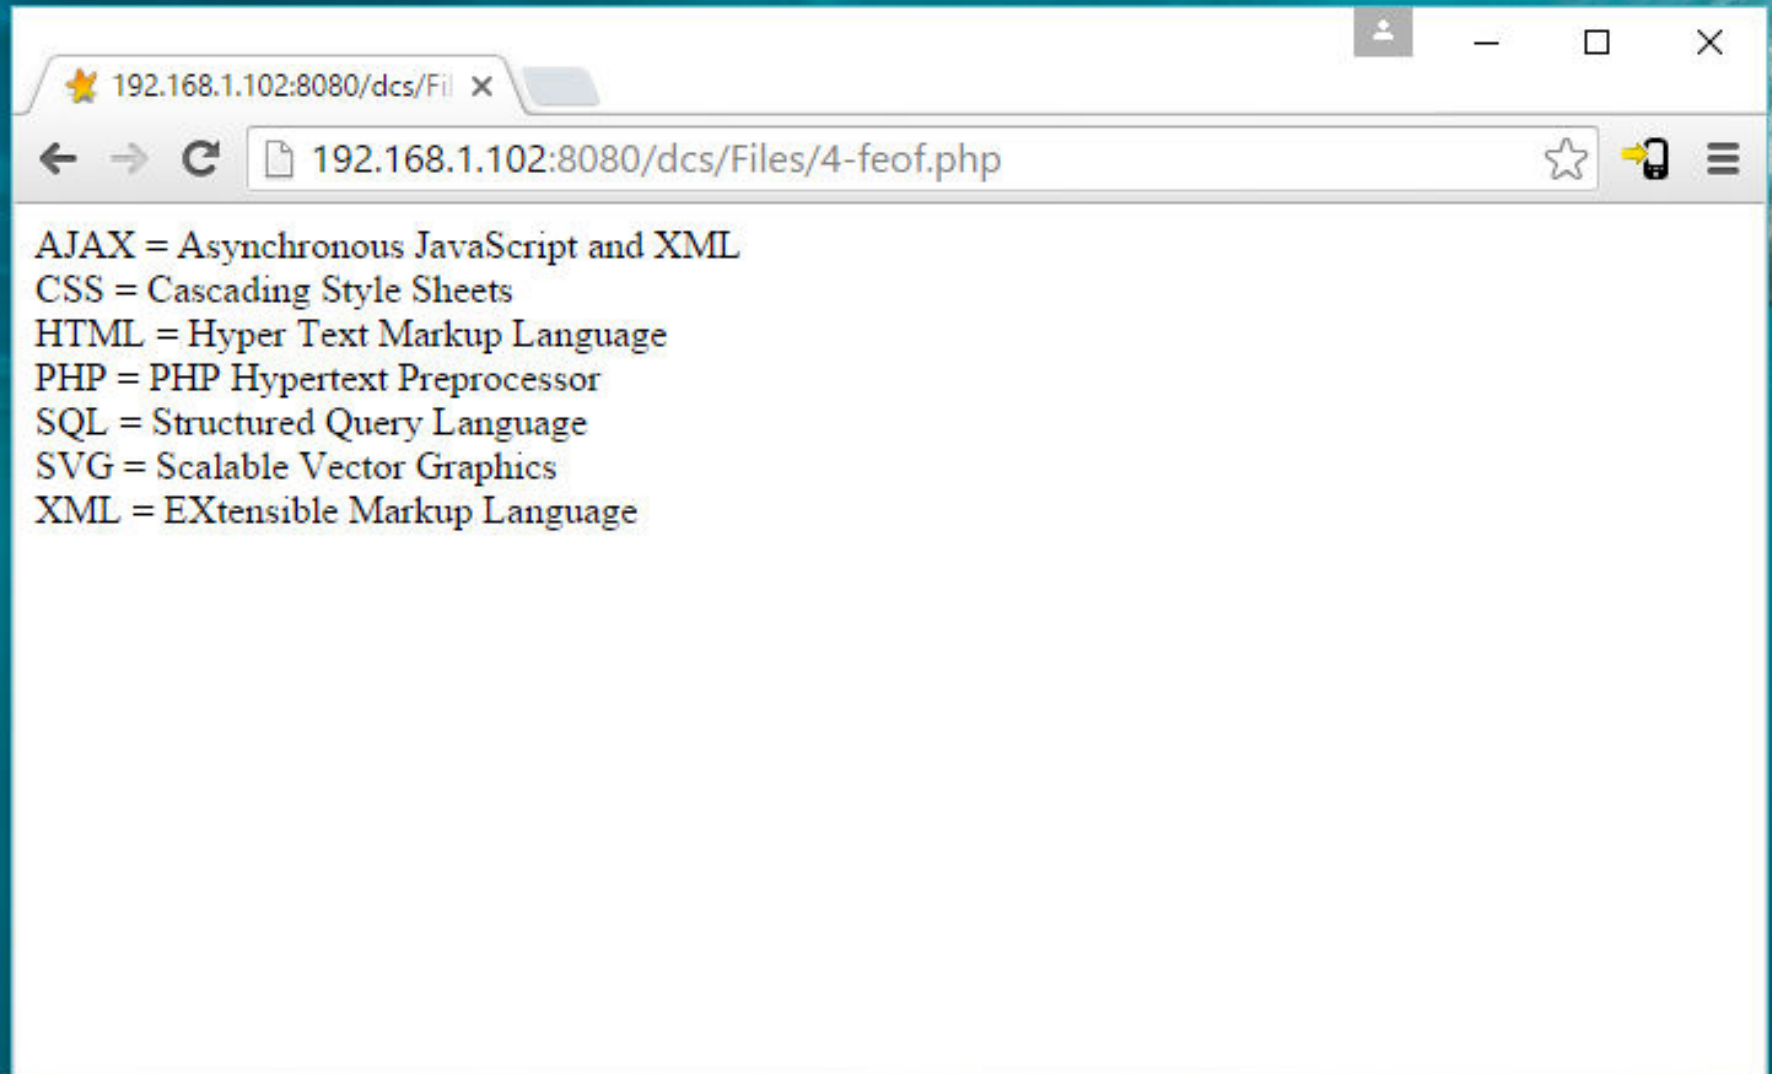 192.168.1.102:8080/dcs/Fil
192.168.1.102:8080/dcs/Files/4-feof.php
AJAX = Asynchronous JavaScript and XML
CSS = Cascading Style Sheets
HTML = Hyper Text Markup Language
PHP = PHP Hypertext Preprocessor
SQL = Structured Query Language
SVG = Scalable Vector Graphics
XML = EXtensible Markup Language